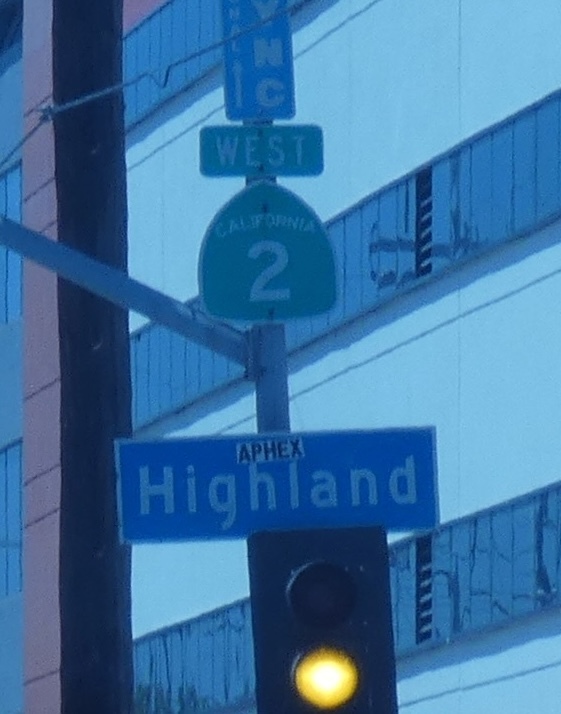 VNC
WEST
CALIFORNIA
2
APHEX
Highland